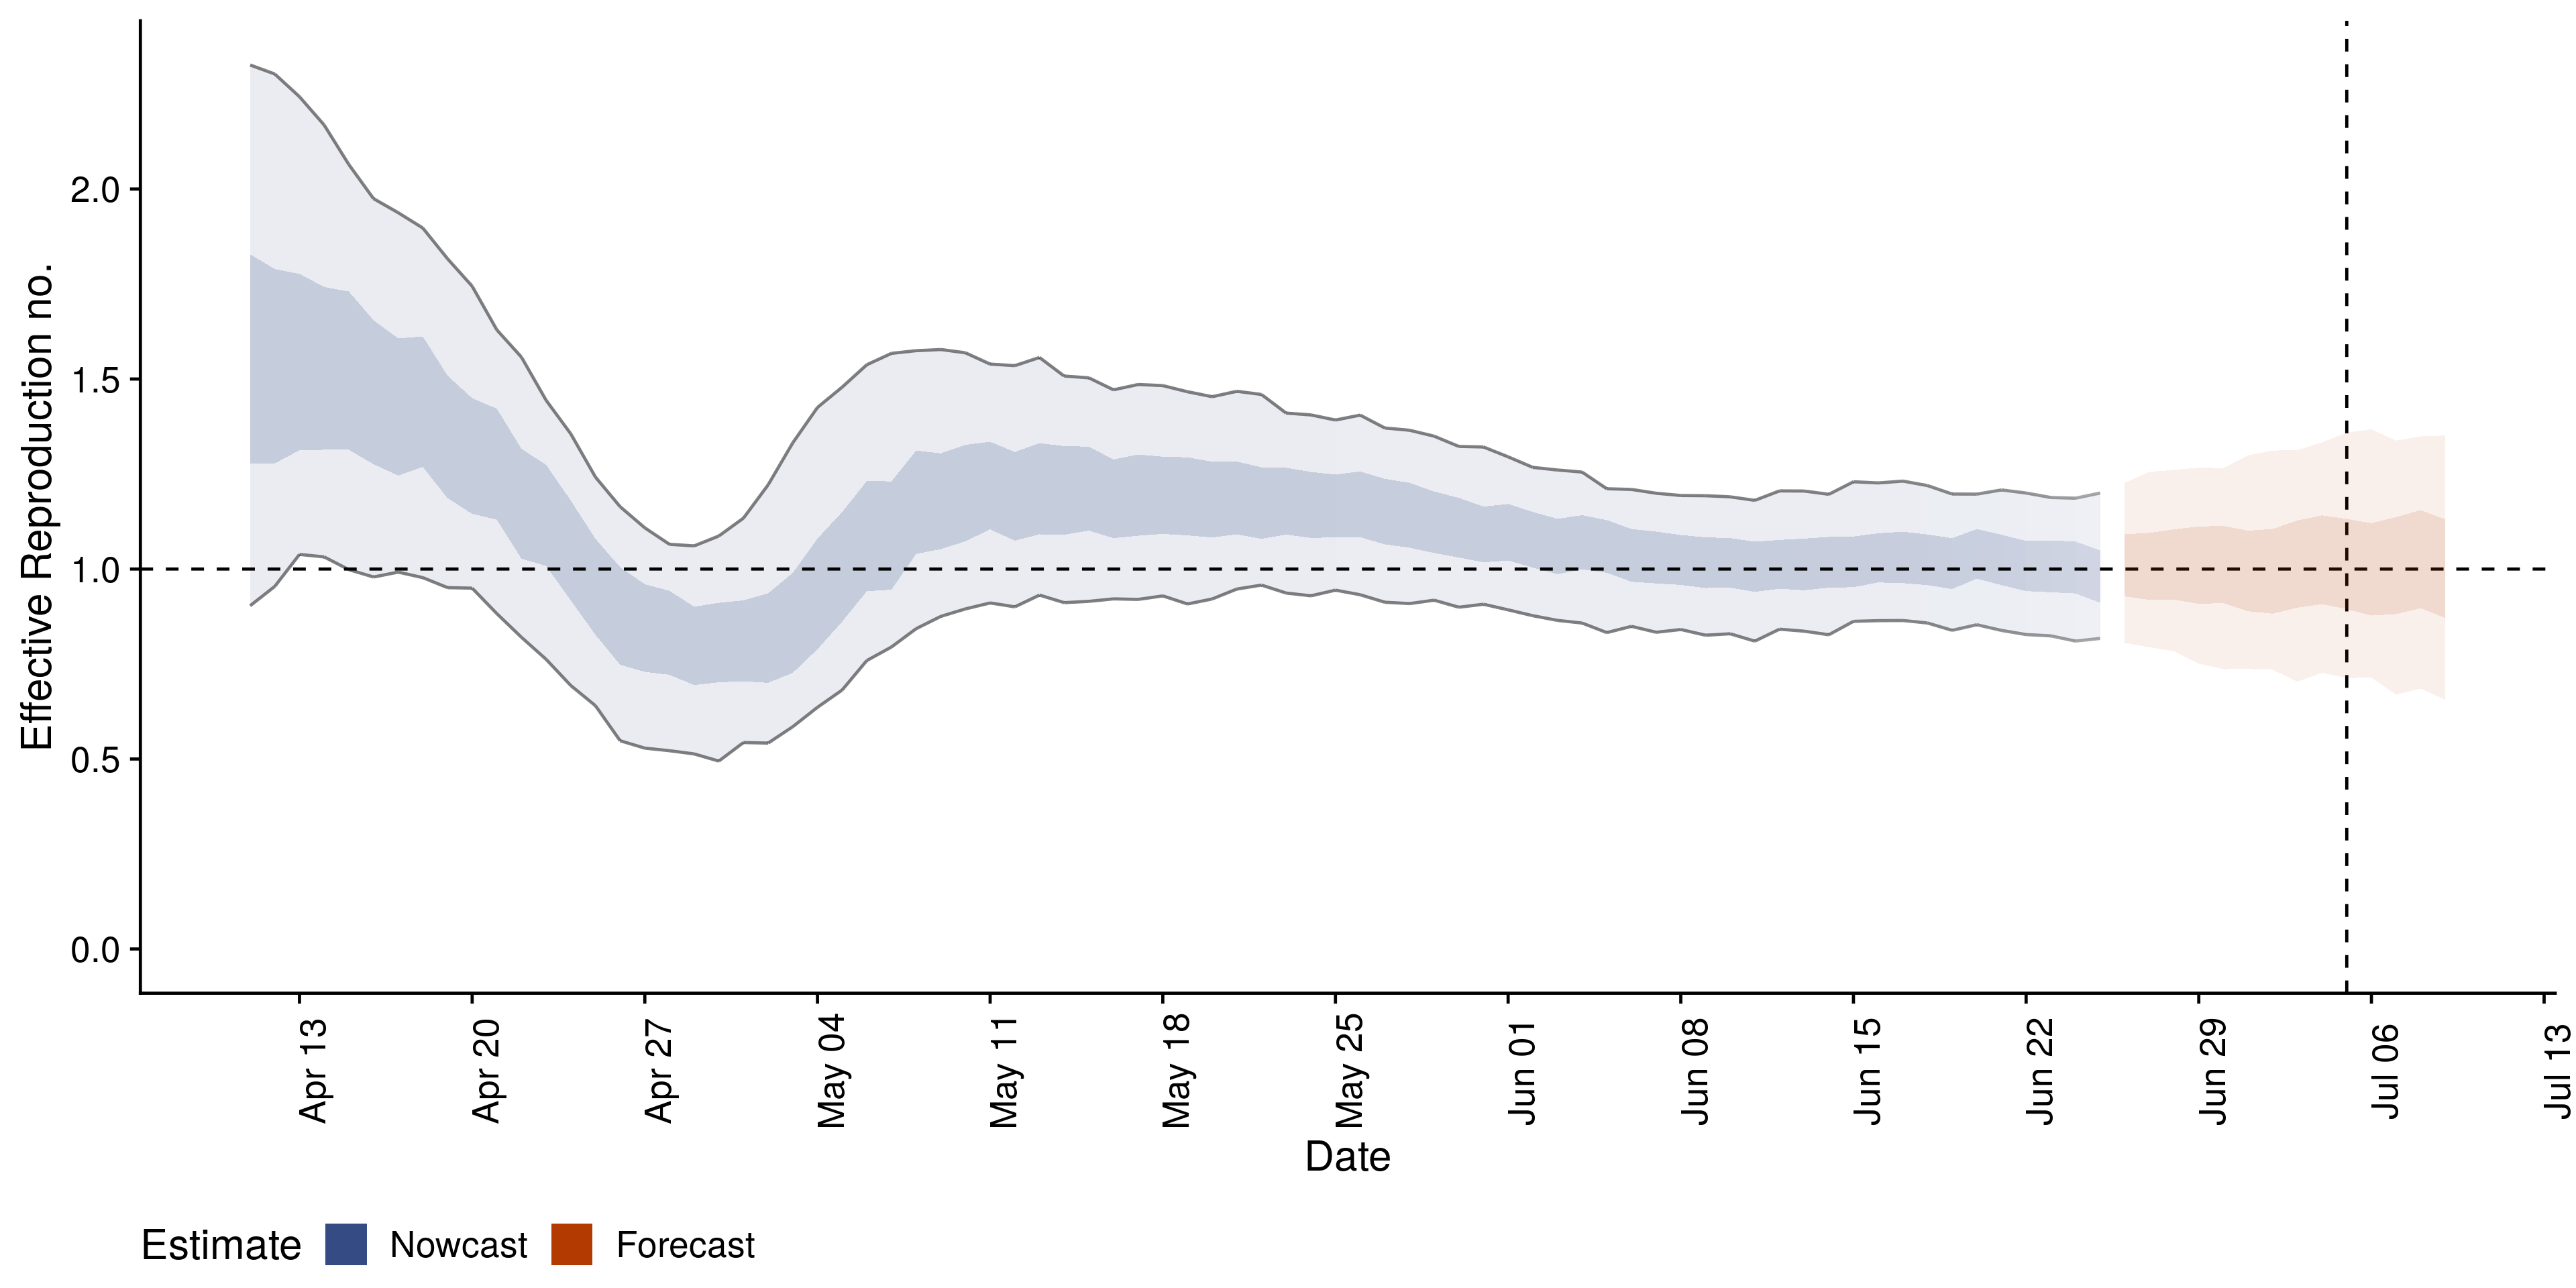 Effective Reproduction no.
2.0
1.5
1.0
0.5
0.0
Apr 13
Apr 20
Apr 27
May 04
May 11
May 18
May 25
Jun 01
Jun 08
Jun 15
Jun 22
Jun 29
Jul 06
Jul 13
Date
Estimate Nowcast Forecast